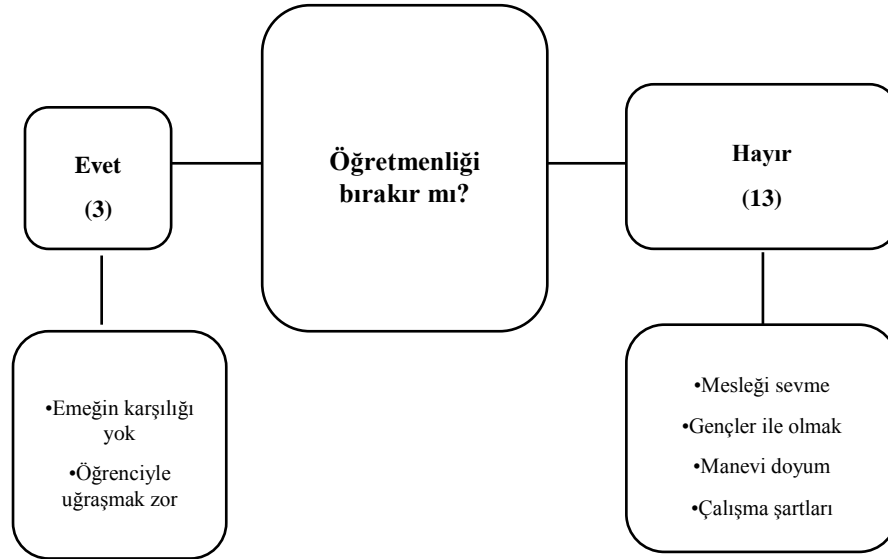 Evet
(3)
Öğretmenliği
bırakır mı?
Hayır
(13)
•Emeğin karşılığı
yok
•Öğrenciyle
uğraşmak zor
•Mesleği sevme
•Gençler ile olmak
•Manevi doyum
•Çalışma şartları